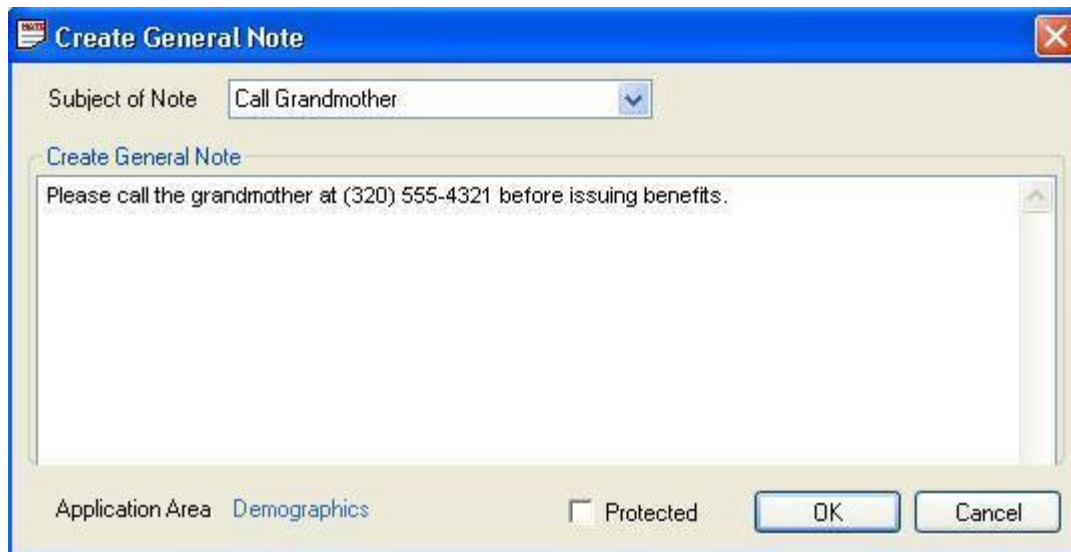 Create General Note
Subject of Note Call Grandmother
Create General Note
Please call the grandmother at (320) 555-4321 before issuing benefits.
Application Area Demographics Protected OK Cancel